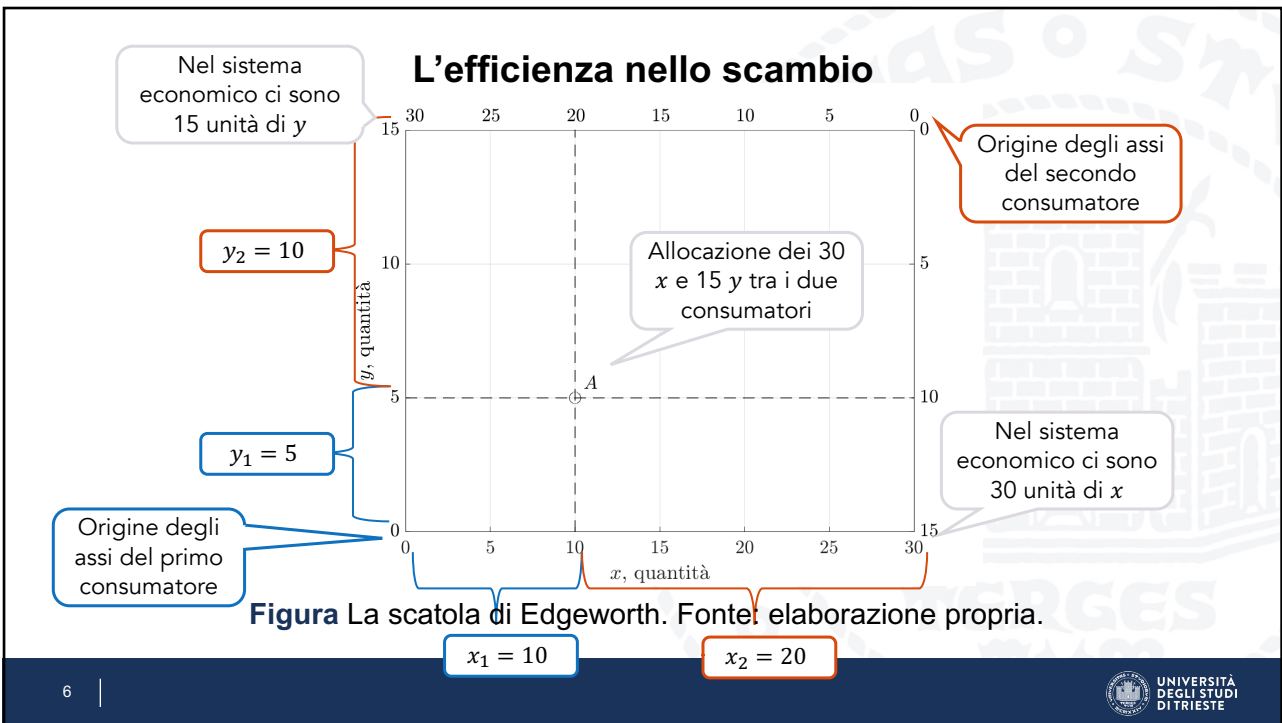 L'efficienza nello scambio
Nel sistema
economico ci sono
15 unità di y
30 25 20 15 10 5 0
15
10
5
0
0
5
10
15
Origine degli assi
del secondo
consumatore
y₂ = 10
Allocazione dei 30
x e 15 y tra i due
consumatori
y, quantità
A
y₁ = 5
Nel sistema
economico ci sono
30 unità di x
Origine degli
assi del primo
consumatore
0 5 10 15 20 25 30
x, quantità
Figura La scatola di Edgeworth. Fonte: elaborazione propria.
x₁ = 10
x₂ = 20
6
UNIVERSITÀ
DEGLI STUDI
DI TRIESTE